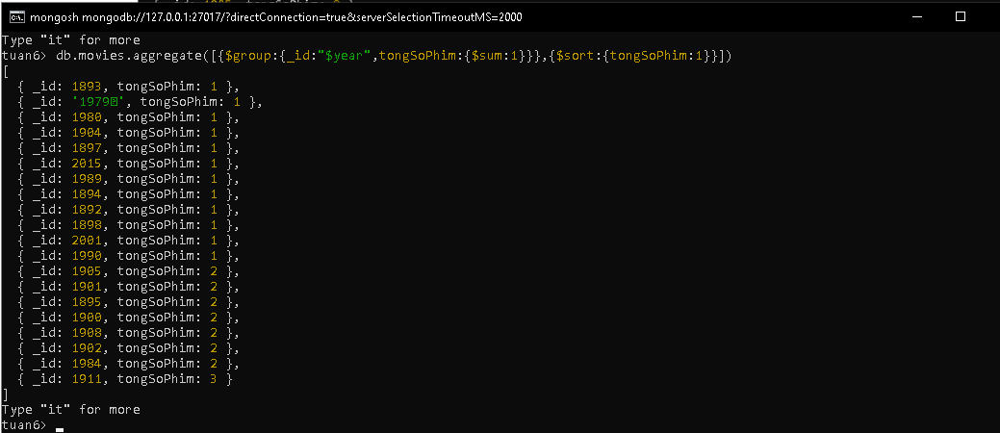 mongosh mongodb://127.0.0.1:27017/?directConnection=true&serverSelectionTimeoutMS=2000
Type "it" for more
tuan6> db.movies.aggregate([{$group:{_id:"$year",tongSoPhim:{$sum:1}}},{$sort:{tongSoPhim:1}}])
[
  { _id: 1893, tongSoPhim: 1 },
  { _id: '1979', tongSoPhim: 1 },
  { _id: 1980, tongSoPhim: 1 },
  { _id: 1904, tongSoPhim: 1 },
  { _id: 1897, tongSoPhim: 1 },
  { _id: 2015, tongSoPhim: 1 },
  { _id: 1989, tongSoPhim: 1 },
  { _id: 1894, tongSoPhim: 1 },
  { _id: 1892, tongSoPhim: 1 },
  { _id: 1898, tongSoPhim: 1 },
  { _id: 2001, tongSoPhim: 1 },
  { _id: 1990, tongSoPhim: 1 },
  { _id: 1905, tongSoPhim: 2 },
  { _id: 1901, tongSoPhim: 2 },
  { _id: 1895, tongSoPhim: 2 },
  { _id: 1900, tongSoPhim: 2 },
  { _id: 1908, tongSoPhim: 2 },
  { _id: 1902, tongSoPhim: 2 },
  { _id: 1984, tongSoPhim: 2 },
  { _id: 1911, tongSoPhim: 3 }
]
Type "it" for more
tuan6>